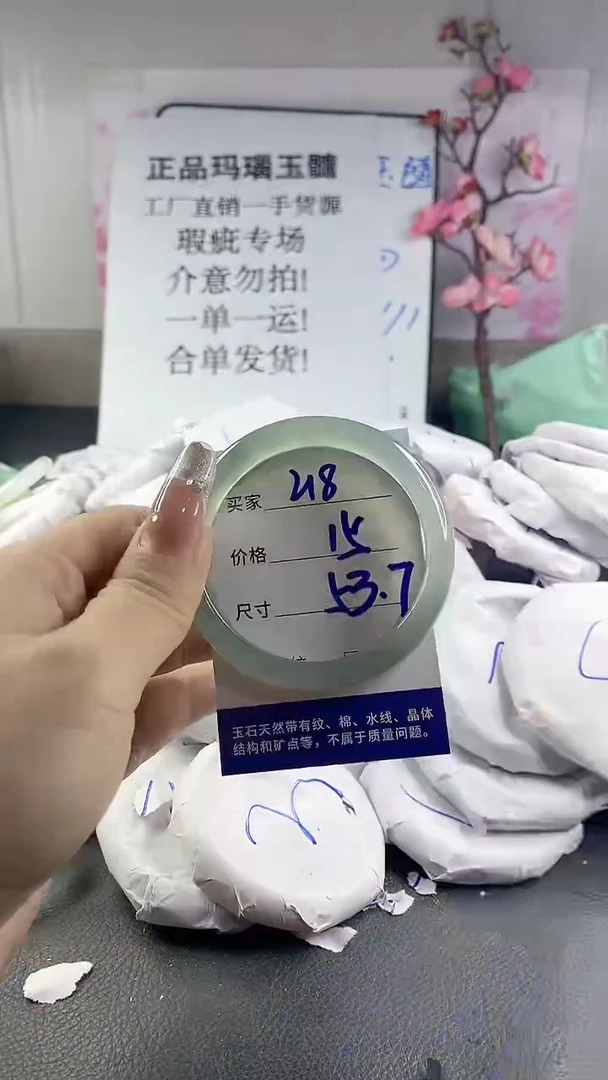 正品玛瑙玉髓
工厂直销一手货源
瑕疵专场
介意勿拍!
一单一运!
合单发货!
买家 218
价格 15
尺寸 53.7
玉石天然带有纹、棉、水线、晶体
结构和矿点等，不属于质量问题。